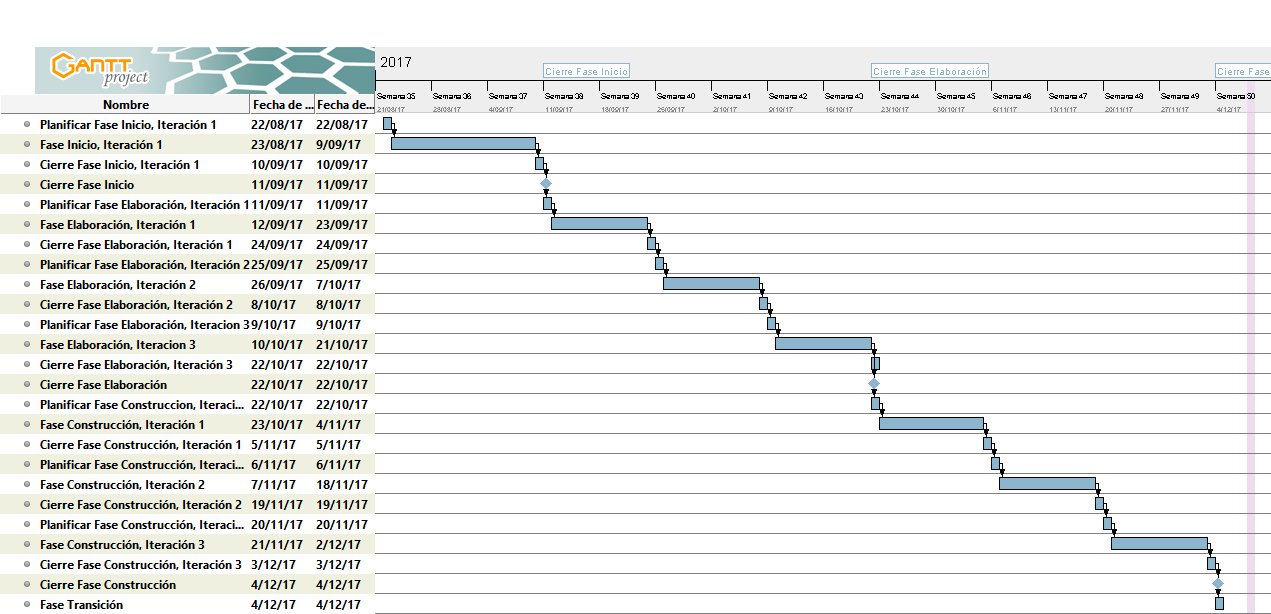 GANTT
project
2017
Cierre Fase Inicio Cierre Fase Elaboración Cierre Fase
Semana 35 Semana 36 Semana 37 Semana 38 Semana 39 Semana 40 Semana 41 Semana 42 Semana 43 Semana 44 Semana 45 Semana 46 Semana 47 Semana 48 Semana 49 Semana 50
21/08/17 28/08/17 4/09/17 11/09/17 18/09/17 25/09/17 2/10/17 9/10/17 16/10/17 23/10/17 30/10/17 6/11/17 13/11/17 20/11/17 27/11/17 4/12/17
Nombre Fecha de ... Fecha de...
Planificar Fase Inicio, Iteración 1 22/08/17 22/08/17
Fase Inicio, Iteración 1 23/08/17 9/09/17
Cierre Fase Inicio, Iteración 1 10/09/17 10/09/17
Cierre Fase Inicio 11/09/17 11/09/17
Planificar Fase Elaboración, Iteración 1 11/09/17 11/09/17
Fase Elaboración, Iteración 1 12/09/17 23/09/17
Cierre Fase Elaboración, Iteración 1 24/09/17 24/09/17
Planificar Fase Elaboración, Iteración 2 25/09/17 25/09/17
Fase Elaboración, Iteración 2 26/09/17 7/10/17
Cierre Fase Elaboración, Iteración 2 8/10/17 8/10/17
Planificar Fase Elaboración, Iteracion 3 9/10/17 9/10/17
Fase Elaboración, Iteracion 3 10/10/17 21/10/17
Cierre Fase Elaboración, Iteración 3 22/10/17 22/10/17
Cierre Fase Elaboración 22/10/17 22/10/17
Planificar Fase Construccion, Iteraci... 22/10/17 22/10/17
Fase Construcción, Iteración 1 23/10/17 4/11/17
Cierre Fase Construcción, Iteración 1 5/11/17 5/11/17
Planificar Fase Construcción, Iteraci... 6/11/17 6/11/17
Fase Construcción, Iteración 2 7/11/17 18/11/17
Cierre Fase Construcción, Iteración 2 19/11/17 19/11/17
Planificar Fase Construcción, Iteraci... 20/11/17 20/11/17
Fase Construcción, Iteración 3 21/11/17 2/12/17
Cierre Fase Construcción, Iteración 3 3/12/17 3/12/17
Cierre Fase Construcción 4/12/17 4/12/17
Fase Transición 4/12/17 4/12/17